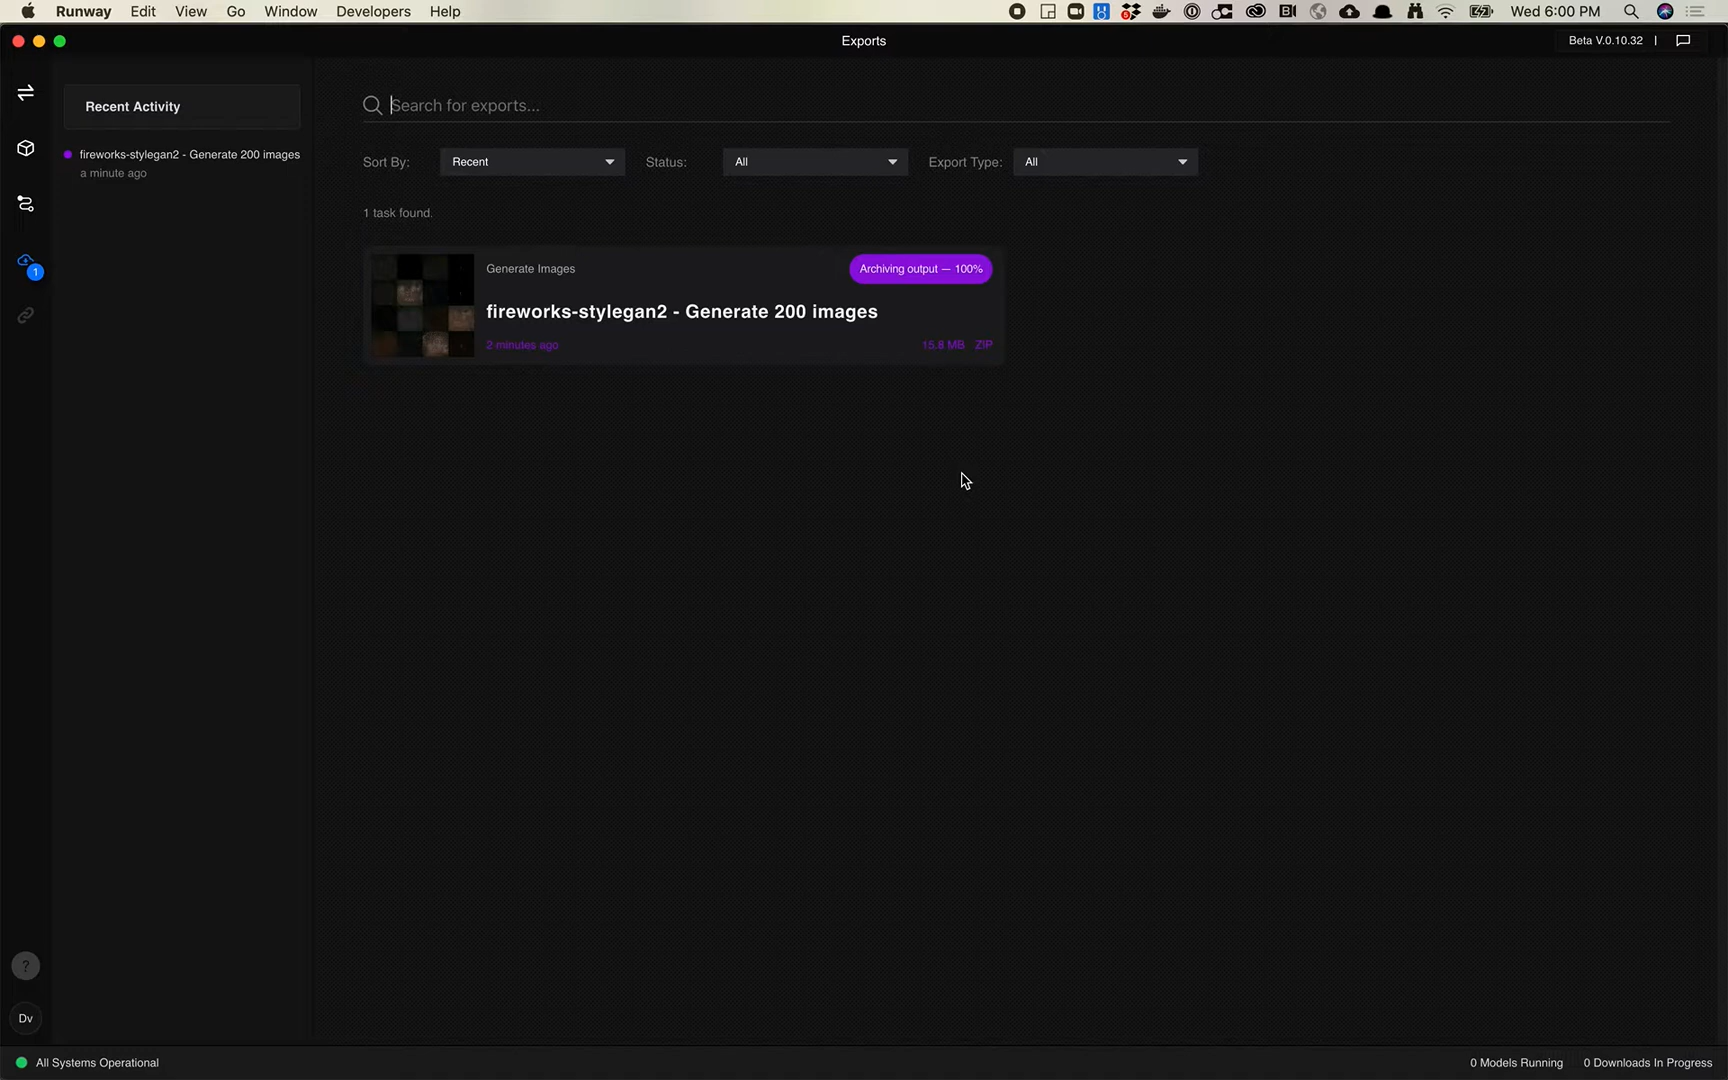 Runway Edit View Go Window Developers Help Wed 6:00 PM
Exports Beta V.0.10.32 |
Recent Activity
fireworks-stylegan2 - Generate 200 images
a minute ago
Search for exports...
Sort By: Recent Status: All Export Type: All
1 task found.
Generate Images Archiving output — 100%
fireworks-stylegan2 - Generate 200 images
2 minutes ago 15.8 MB ZIP
1
?
Dv
All Systems Operational 0 Models Running 0 Downloads In Progress